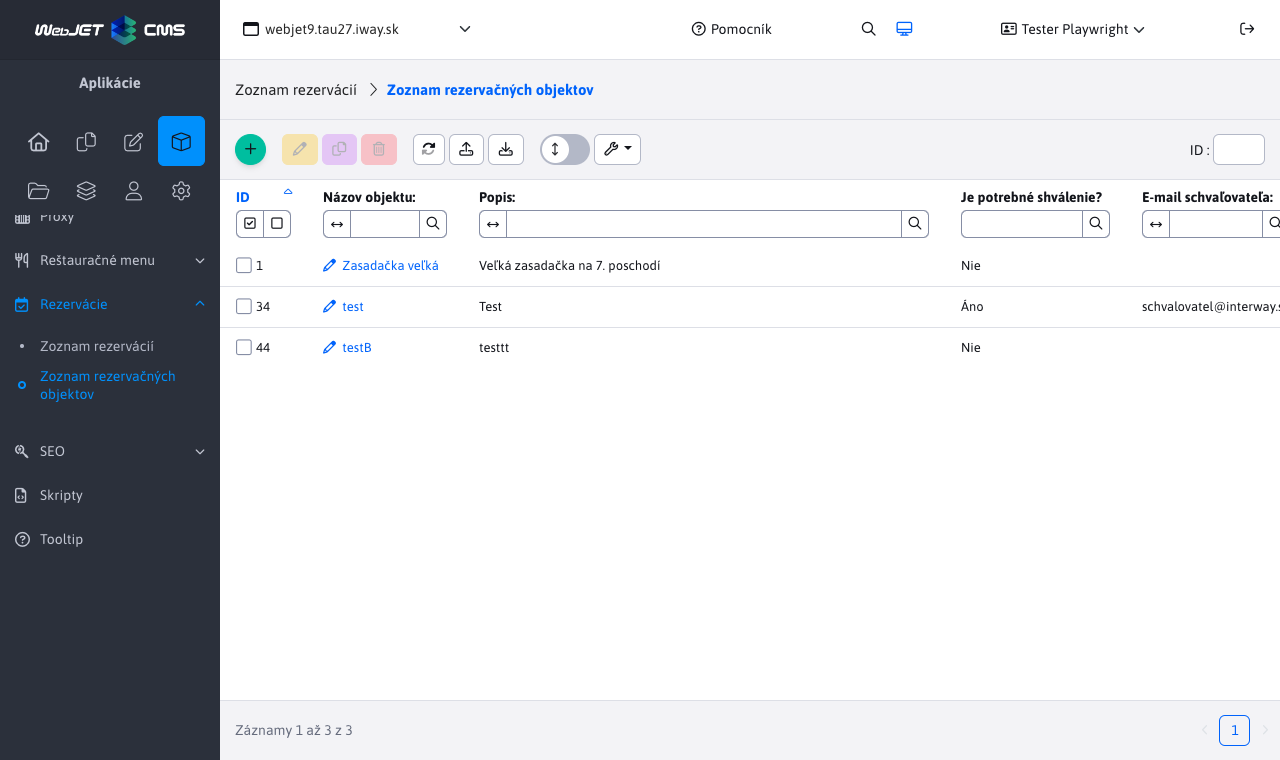 WebJET CMS
webjet9.tau27.iway.sk
Pomocník
Tester Playwright
Aplikácie
Proxy
Reštauračné menu
Rezervácie
Zoznam rezervácií
Zoznam rezervačných
objektov
SEO
Skripty
Tooltip
Zoznam rezervácií
Zoznam rezervačných objektov
ID :
ID
Názov objektu:
Popis:
Je potrebné shválenie?
E-mail schvaľovateľa:
1
Zasadačka veľká
Veľká zasadačka na 7. poschodí
Nie
34
test
Test
Áno
schvalovatel@interway.s
44
testB
testtt
Nie
Záznamy 1 až 3 z 3
1